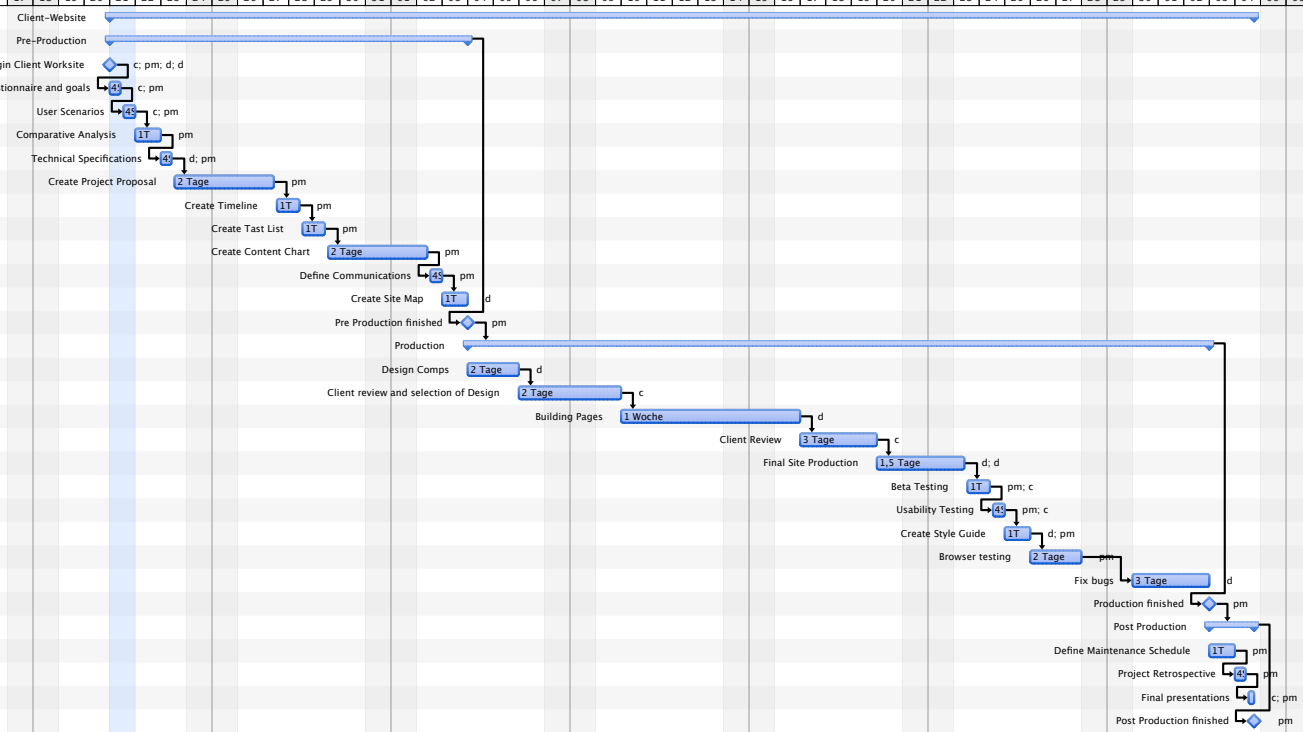 Client-Website
Pre-Production
gin Client Worksite c; pm; d; d
stionnaire and goals c; pm
User Scenarios c; pm
Comparative Analysis 1T pm
Technical Specifications d; pm
Create Project Proposal 2 Tage pm
Create Timeline 1T pm
Create Tast List 1T pm
Create Content Chart 2 Tage pm
Define Communications pm
Create Site Map 1T d
Pre Production finished pm
Production
Design Comps 2 Tage d
Client review and selection of Design 2 Tage c
Building Pages 1 Woche d
Client Review 3 Tage c
Final Site Production 1,5 Tage d; d
Beta Testing 1T pm; c
Usability Testing pm; c
Create Style Guide 1T d; pm
Browser testing 2 Tage pm
Fix bugs 3 Tage d
Production finished pm
Post Production
Define Maintenance Schedule 1T pm
Project Retrospective pm
Final presentations c; pm
Post Production finished pm